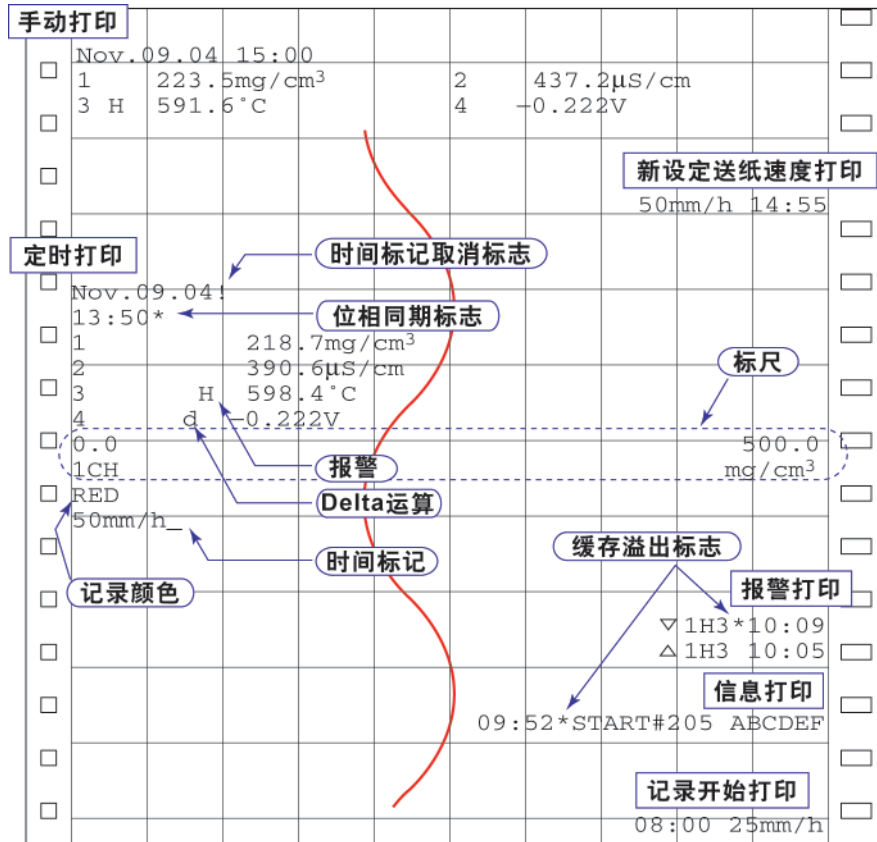 手动打印
Nov.09.04 15:00
1 223.5mg/cm³ 2 437.2μS/cm
3 H 591.6°C 4 −0.222V
新设定送纸速度打印
50mm/h 14:55
定时打印
时间标记取消标志
Nov.09.04!
13:50*
位相同期标志
1 218.7mg/cm³
2 390.6μS/cm
标尺
3 H 598.4°C
4 d −0.222V
0.0 500.0
1CH mg/cm³
报警
RED
Delta运算
50mm/h_
时间标记
缓存溢出标志
记录颜色
报警打印
▽1H3*10:09
△1H3 10:05
信息打印
09:52*START#205 ABCDEF
记录开始打印
08:00 25mm/h